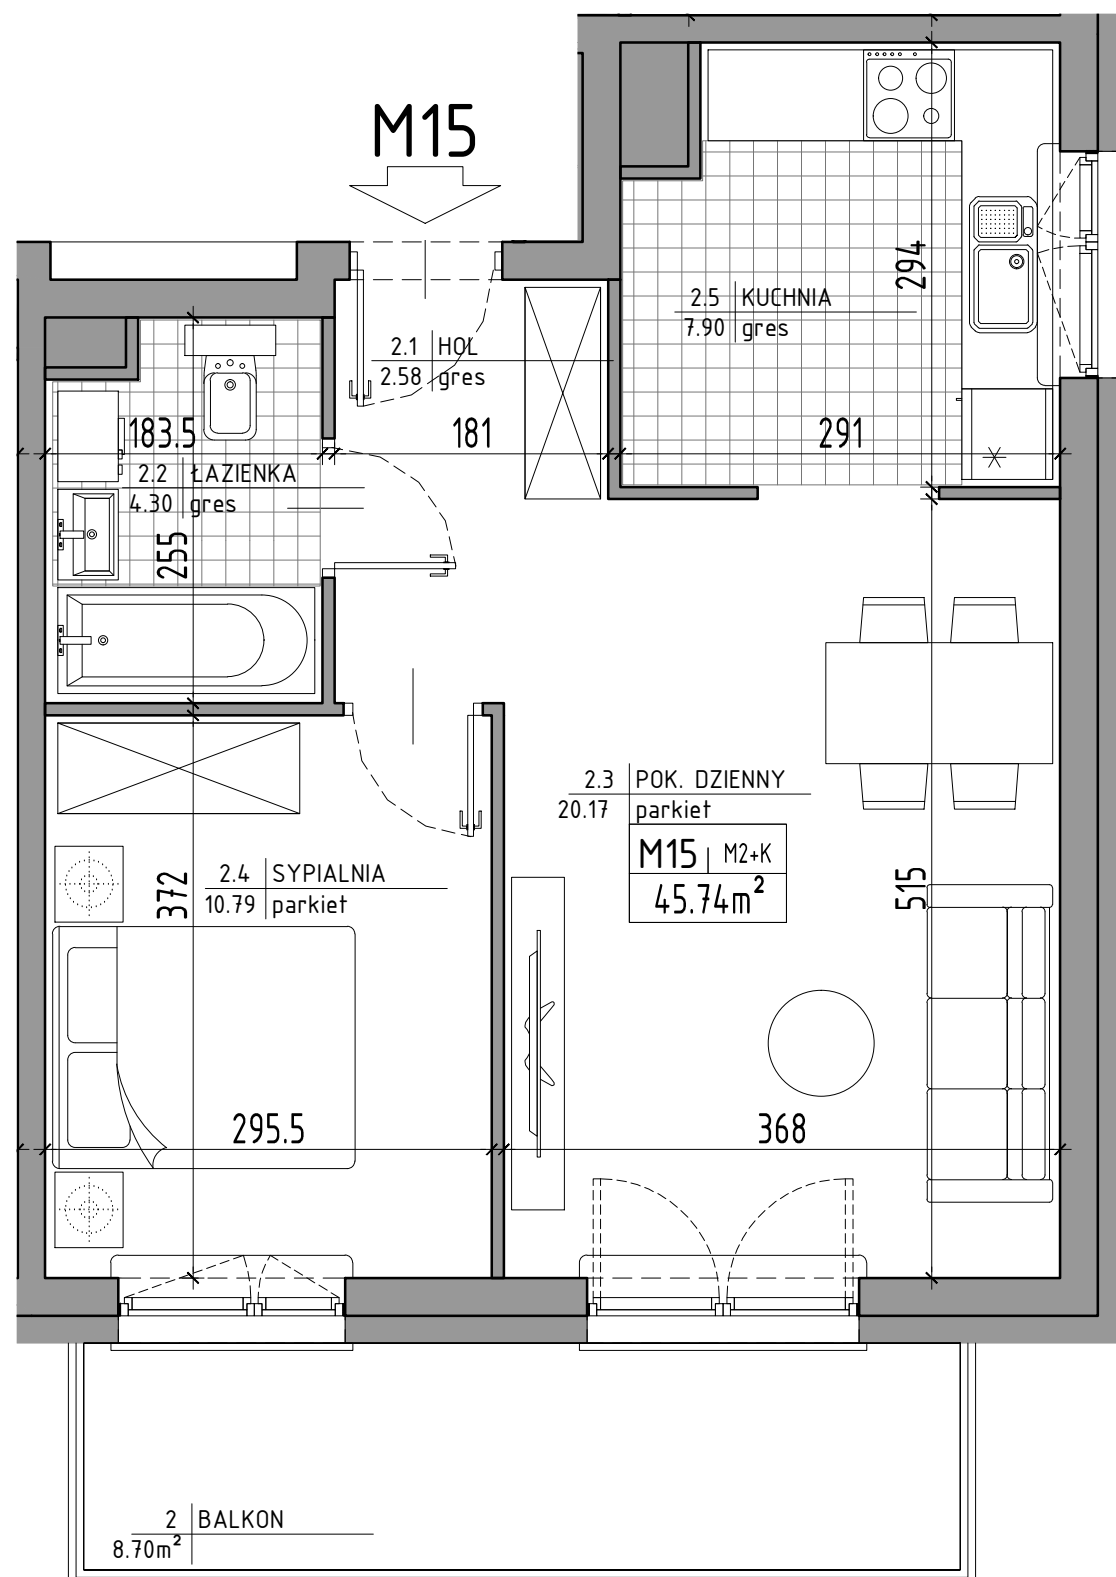 M15
2.5 KUCHNIA
7.90 gres
294
2.1 HOL
2.58 gres
183.5
181
291
2.2 ŁAZIENKA
4.30 gres
255
2.3 POK. DZIENNY
20.17 parkiet
M15 M2+K
45.74m²
2.4 SYPIALNIA
10.79 parkiet
372
515
295.5
368
2 BALKON
8.70m²